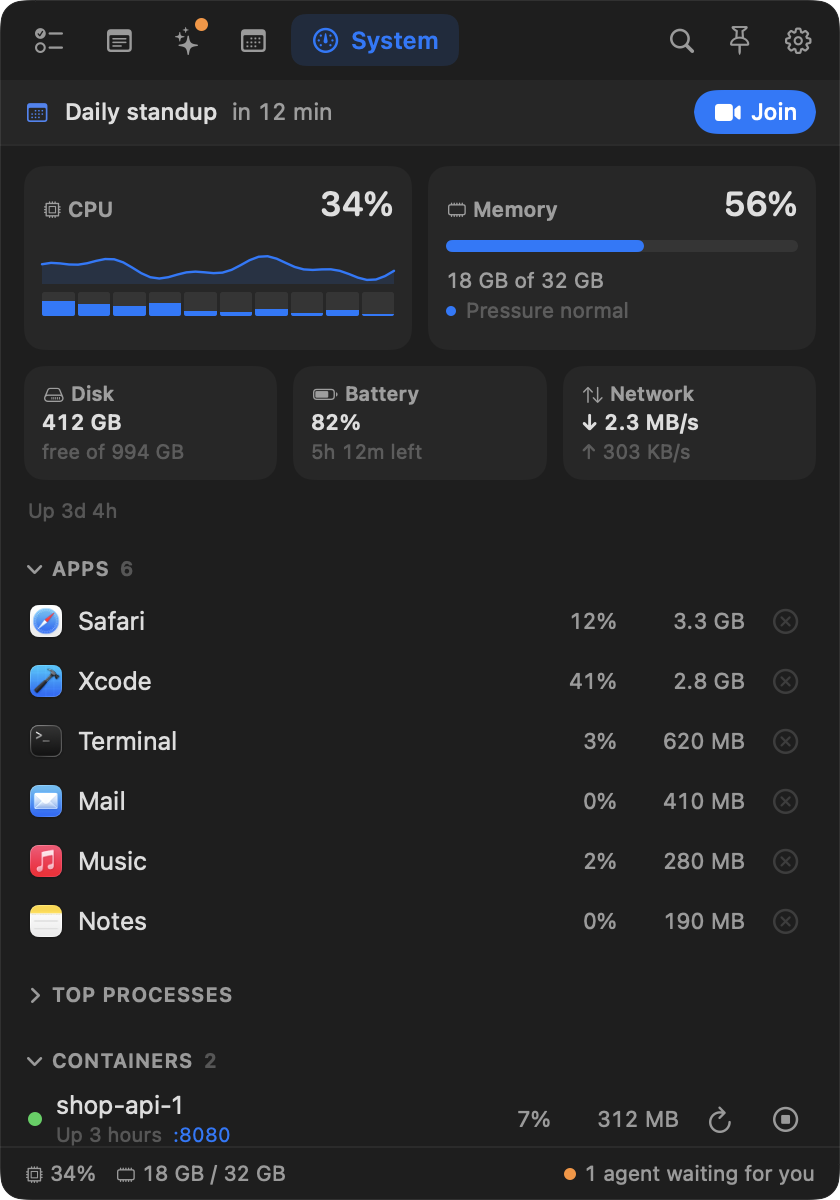 System
Daily standup in 12 min
Join
CPU 34%
Memory 56%
18 GB of 32 GB
Pressure normal
Disk
412 GB
free of 994 GB
Battery
82%
5h 12m left
Network
↓ 2.3 MB/s
↑ 303 KB/s
Up 3d 4h
APPS 6
Safari 12% 3.3 GB
Xcode 41% 2.8 GB
Terminal 3% 620 MB
Mail 0% 410 MB
Music 2% 280 MB
Notes 0% 190 MB
TOP PROCESSES
CONTAINERS 2
shop-api-1 7% 312 MB
Up 3 hours :8080
34% 18 GB / 32 GB 1 agent waiting for you